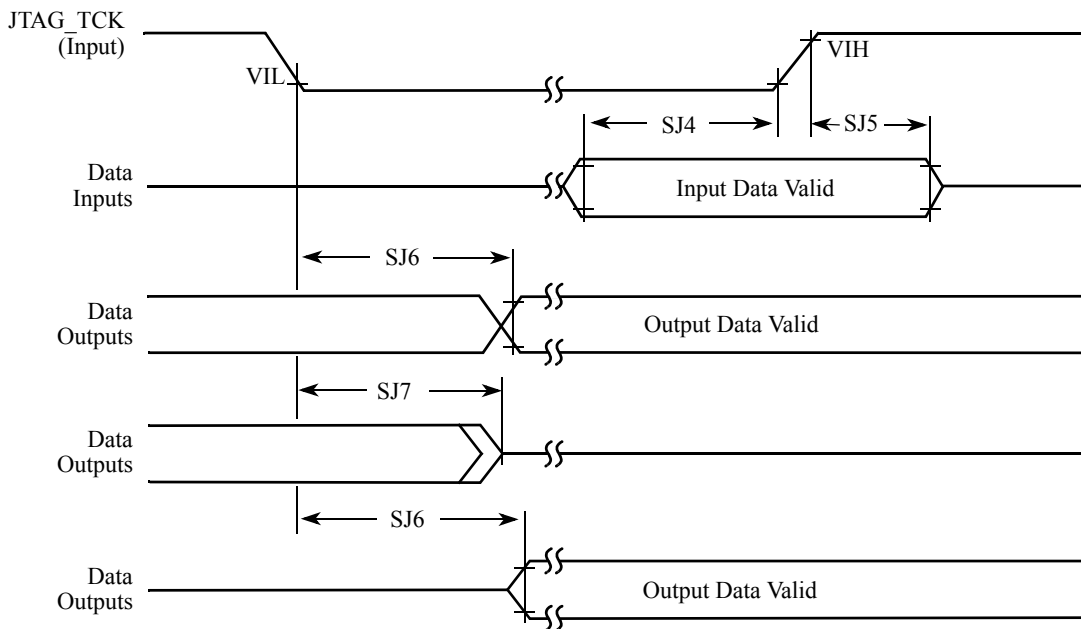 JTAG_TCK
(Input)
VIL
VIH
SJ4
SJ5
Data
Inputs
Input Data Valid
SJ6
Data
Outputs
Output Data Valid
SJ7
Data
Outputs
SJ6
Data
Outputs
Output Data Valid